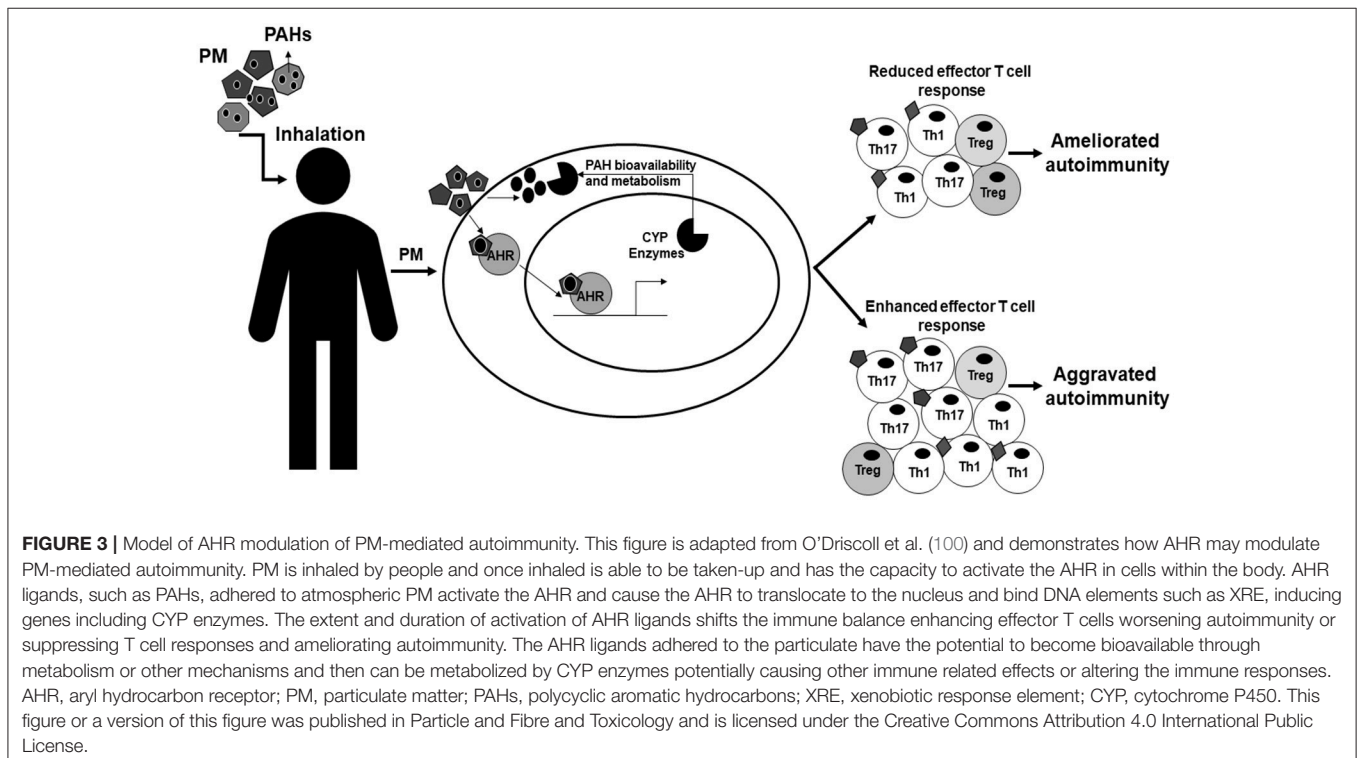 PAHs
PM
Inhalation
PM
PAH bioavailability
and metabolism
CYP
Enzymes
AHR
AHR
Reduced effector T cell
response
Th17
Th1
Treg
Th1
Th17
Treg
Ameliorated
autoimmunity
Enhanced effector T cell
response
Th17
Th17
Treg
Th17
Th17
Th1
Treg
Th1
Th1
Th1
Aggravated
autoimmunity
FIGURE 3 | Model of AHR modulation of PM-mediated autoimmunity. This figure is adapted from O'Driscoll et al. (100) and demonstrates how AHR may modulate
PM-mediated autoimmunity. PM is inhaled by people and once inhaled is able to be taken-up and has the capacity to activate the AHR in cells within the body. AHR
ligands, such as PAHs, adhered to atmospheric PM activate the AHR and cause the AHR to translocate to the nucleus and bind DNA elements such as XRE, inducing
genes including CYP enzymes. The extent and duration of activation of AHR ligands shifts the immune balance enhancing effector T cells worsening autoimmunity or
suppressing T cell responses and ameliorating autoimmunity. The AHR ligands adhered to the particulate have the potential to become bioavailable through
metabolism or other mechanisms and then can be metabolized by CYP enzymes potentially causing other immune related effects or altering the immune responses.
AHR, aryl hydrocarbon receptor; PM, particulate matter; PAHs, polycyclic aromatic hydrocarbons; XRE, xenobiotic response element; CYP, cytochrome P450. This
figure or a version of this figure was published in Particle and Fibre and Toxicology and is licensed under the Creative Commons Attribution 4.0 International Public
License.